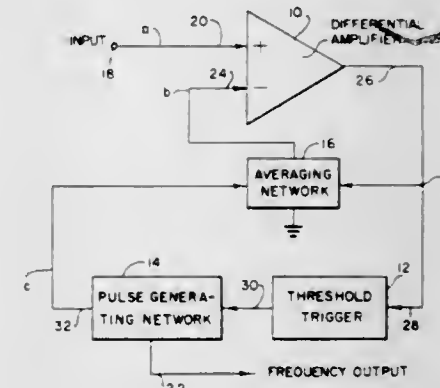 10
DIFFERENTIAL
AMPLIFIER
INPUT
a
20
+
18
24
b
−
26
16
AVERAGING
NETWORK
14
12
c
PULSE GENERA-
TING NETWORK
30
THRESHOLD
TRIGGER
32
28
FREQUENCY OUTPUT